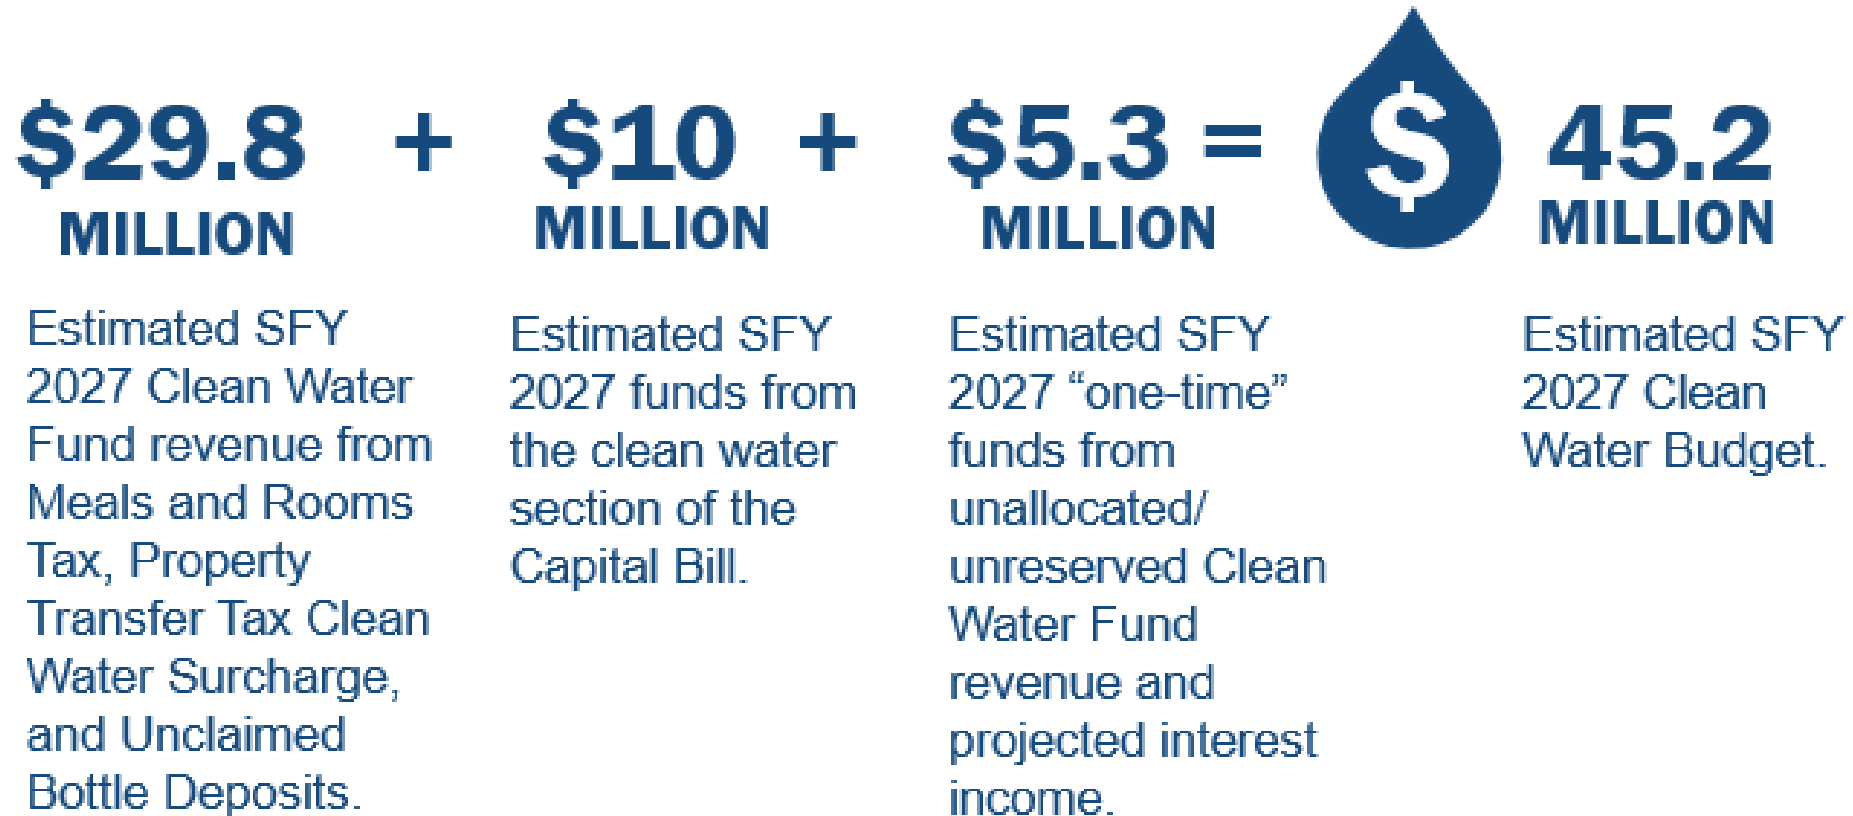 $29.8 + $10 + $5.3 = $ 45.2
MILLION MILLION MILLION MILLION
Estimated SFY
2027 Clean Water
Fund revenue from
Meals and Rooms
Tax, Property
Transfer Tax Clean
Water Surcharge,
and Unclaimed
Bottle Deposits.
Estimated SFY
2027 funds from
the clean water
section of the
Capital Bill.
Estimated SFY
2027 “one-time”
funds from
unallocated/
unreserved Clean
Water Fund
revenue and
projected interest
income.
Estimated SFY
2027 Clean
Water Budget.